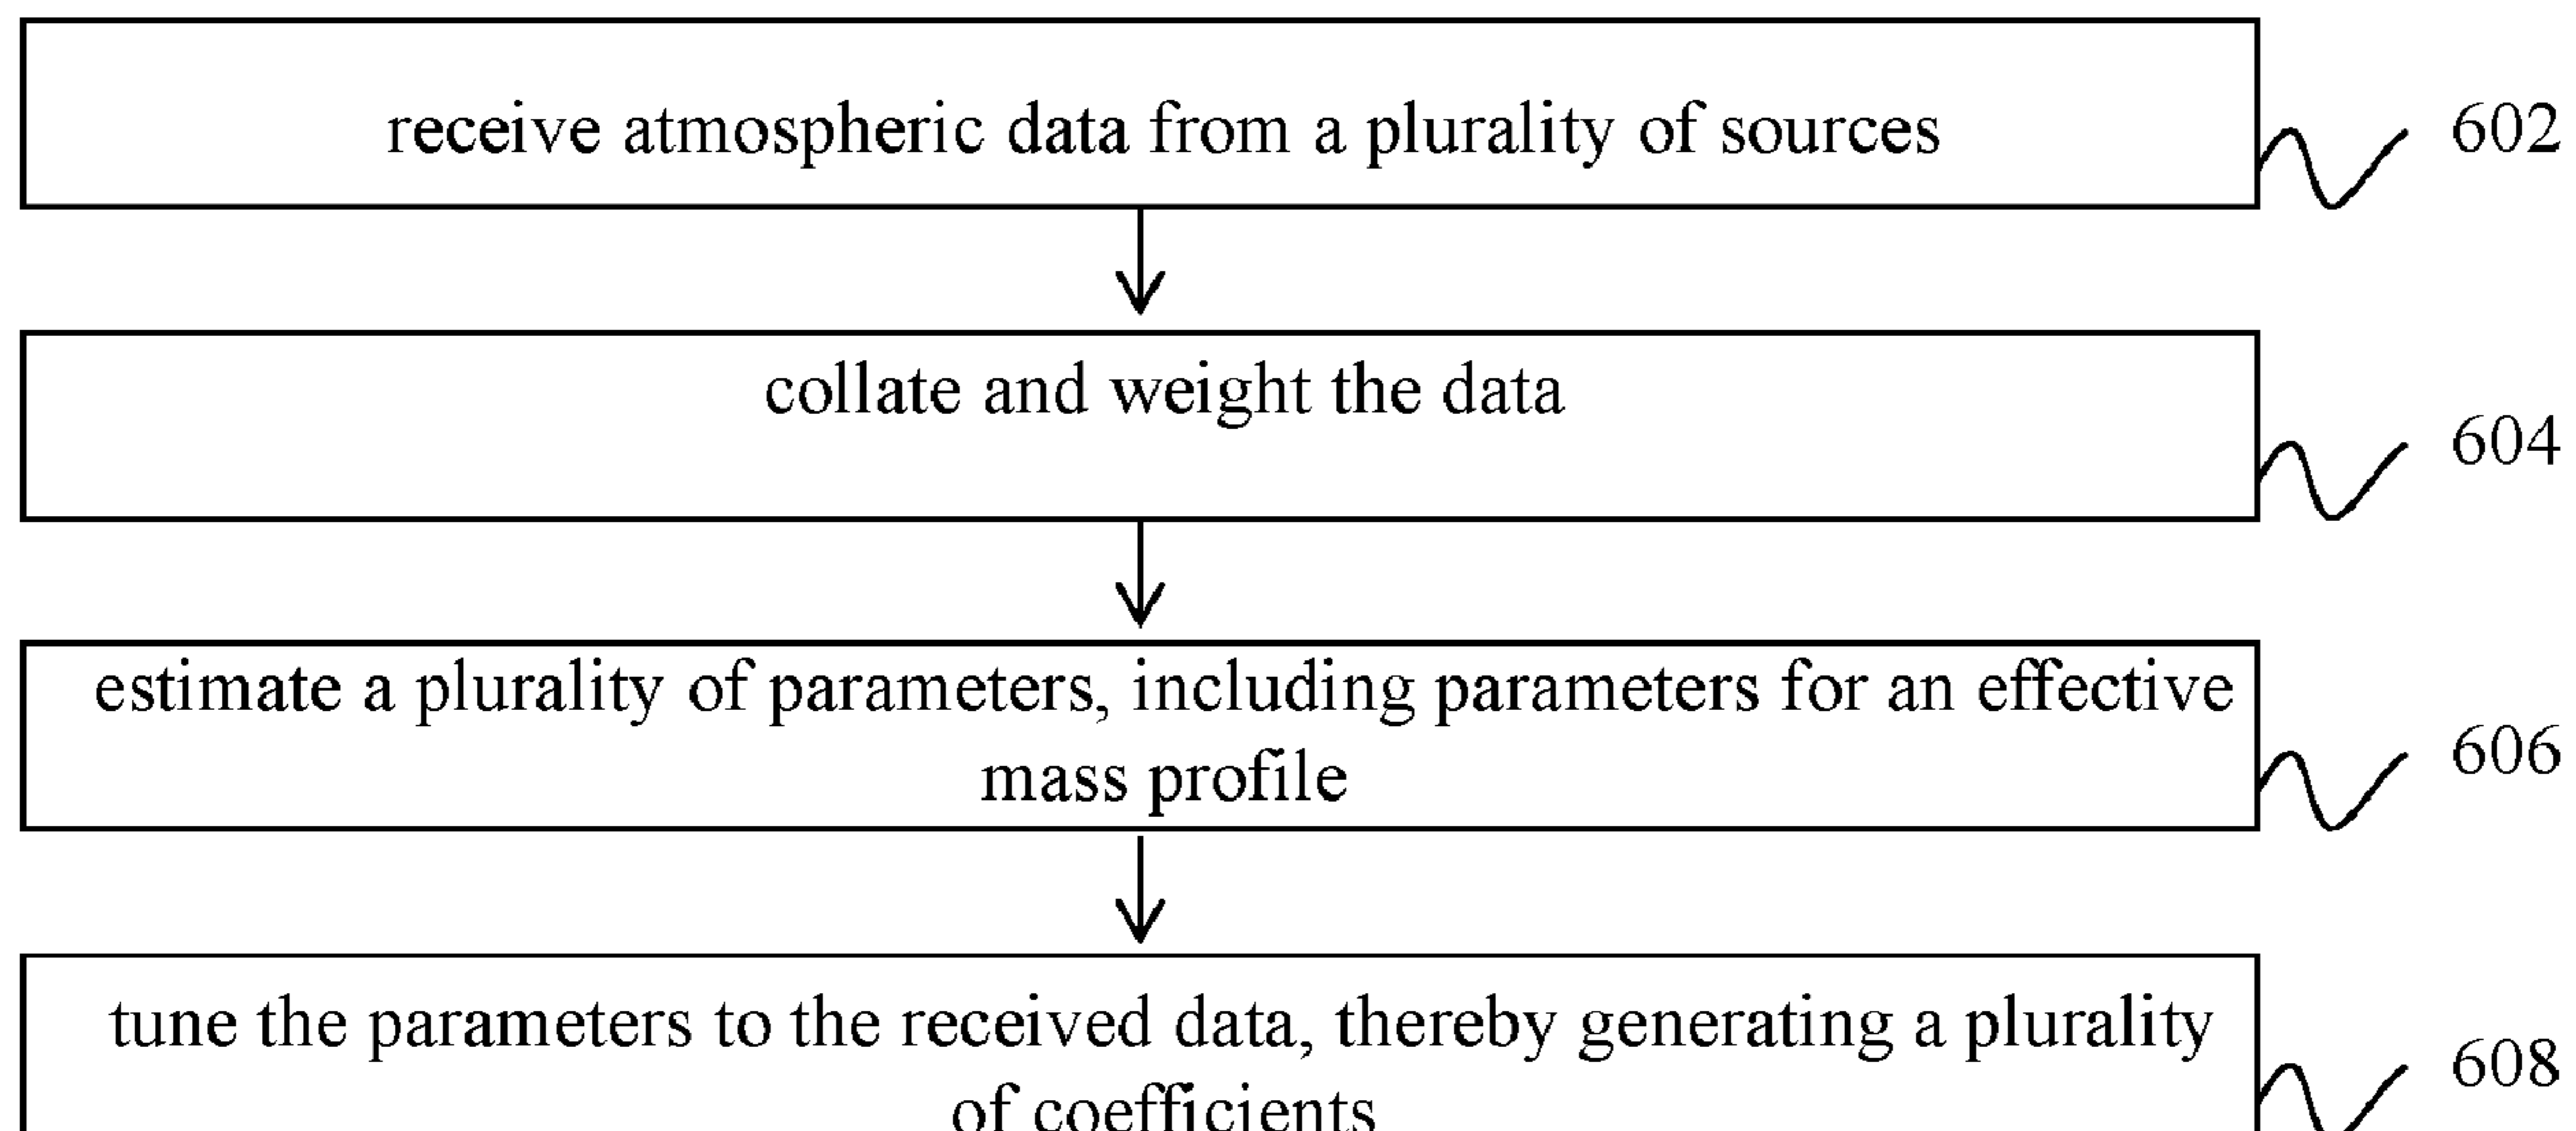 receive atmospheric data from a plurality of sources
602
collate and weight the data
604
estimate a plurality of parameters, including parameters for an effective
mass profile
606
tune the parameters to the received data, thereby generating a plurality
of coefficients
608